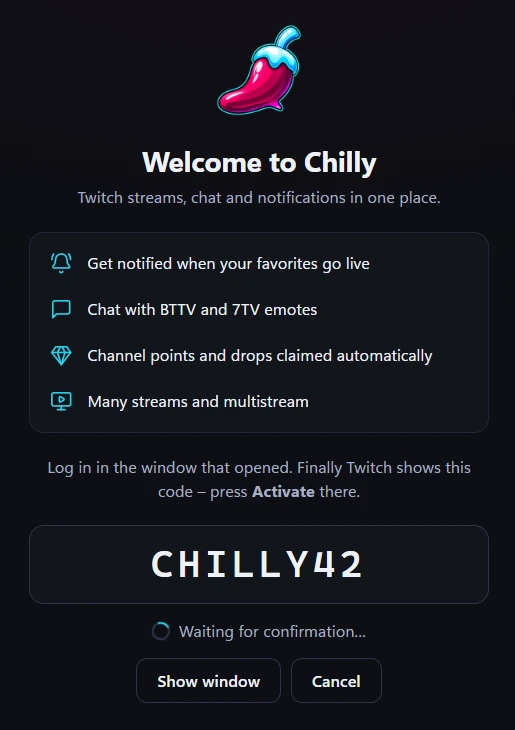 Welcome to Chilly
Twitch streams, chat and notifications in one place.
Get notified when your favorites go live
Chat with BTTV and 7TV emotes
Channel points and drops claimed automatically
Many streams and multistream
Log in in the window that opened. Finally Twitch shows this
code – press Activate there.
CHILLY42
Waiting for confirmation...
Show window
Cancel